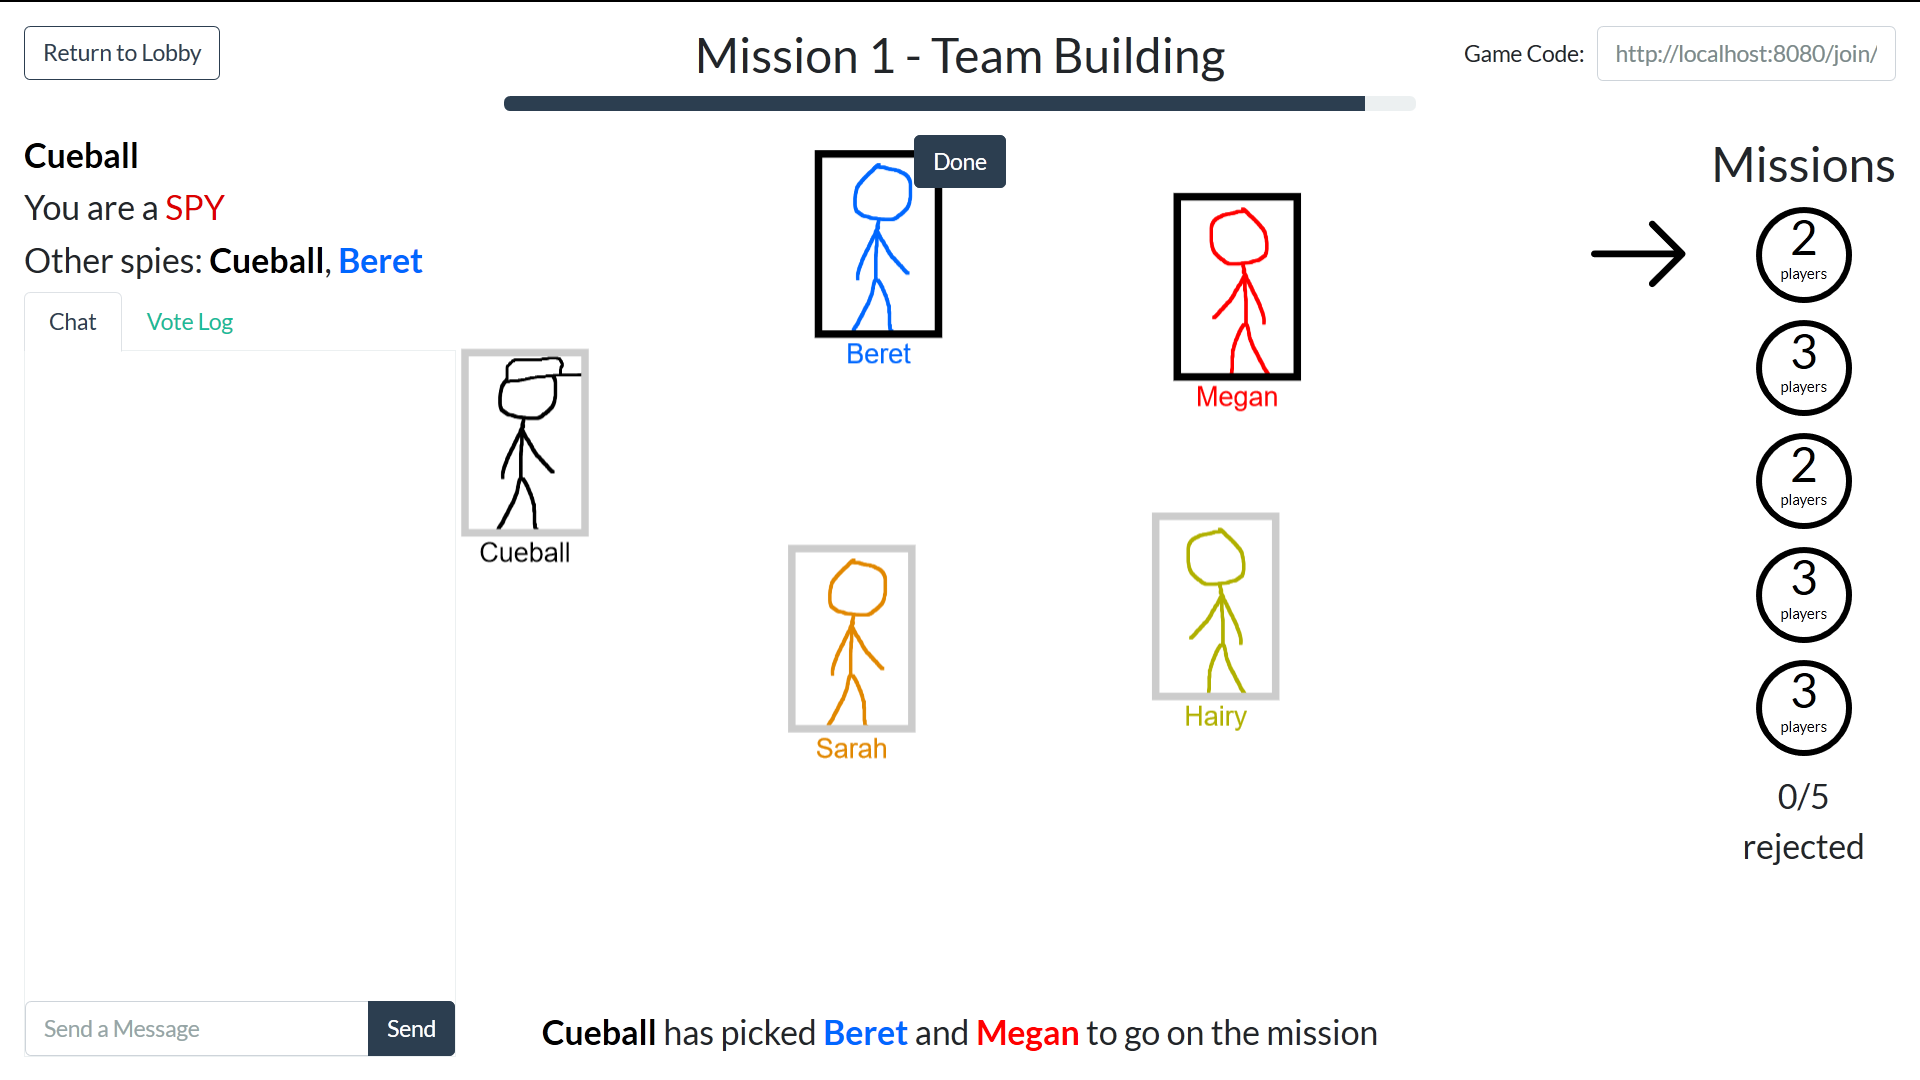 Return to Lobby
Mission 1 - Team Building
Game Code:
http://localhost:8080/join/
Cueball
You are a SPY
Other spies: Cueball, Beret
Chat
Vote Log
Send a Message
Send
Done
Beret
Megan
Cueball
Sarah
Hairy
Cueball has picked Beret and Megan to go on the mission
Missions
2
players
3
players
2
players
3
players
3
players
0/5
rejected